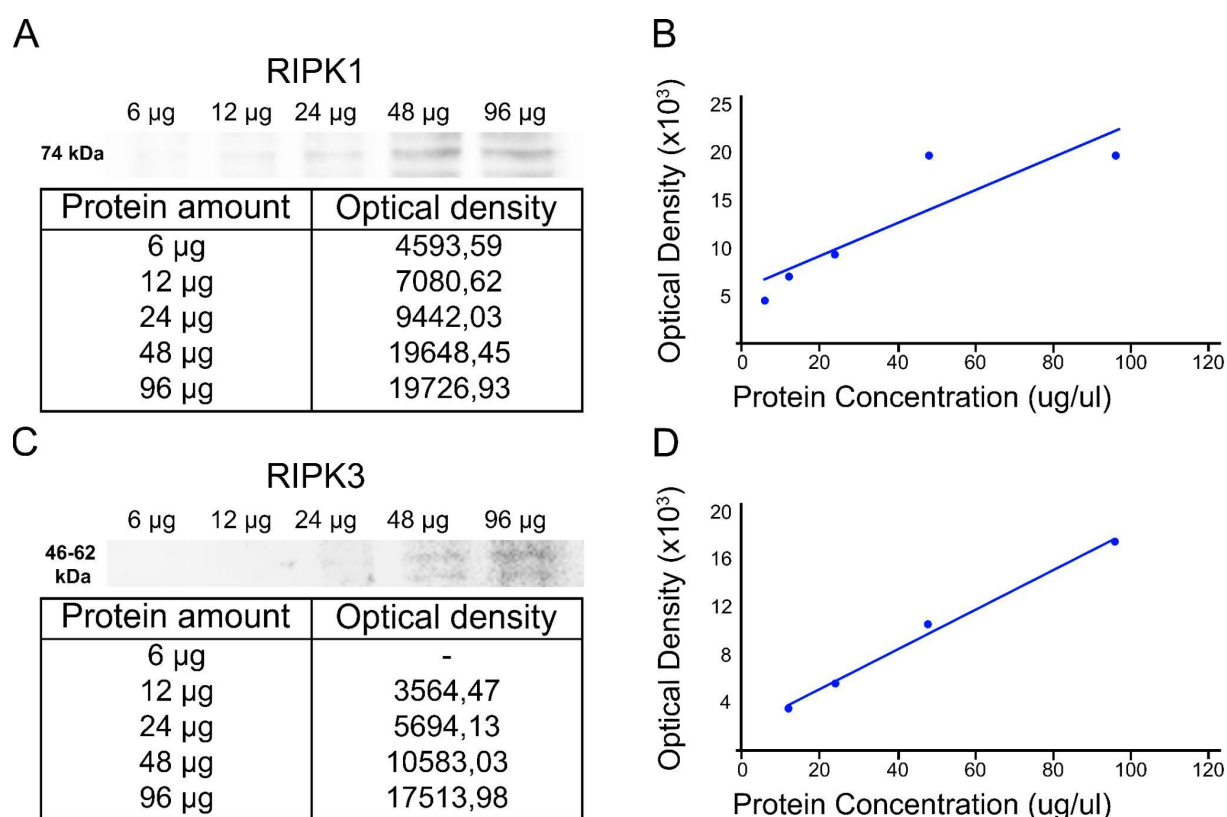 A
RIPK1
6 µg 12 µg 24 µg 48 µg 96 µg
74 kDa
Protein amount Optical density
6 µg 4593,59
12 µg 7080,62
24 µg 9442,03
48 µg 19648,45
96 µg 19726,93
B
Optical Density (x10³)
25
20
15
10
5
0 20 40 60 80 100 120
Protein Concentration (ug/ul)
C
RIPK3
6 µg 12 µg 24 µg 48 µg 96 µg
46-62
kDa
Protein amount Optical density
6 µg -
12 µg 3564,47
24 µg 5694,13
48 µg 10583,03
96 µg 17513,98
D
Optical Density (x10³)
20
16
12
8
4
0 20 40 60 80 100 120
Protein Concentration (ug/ul)